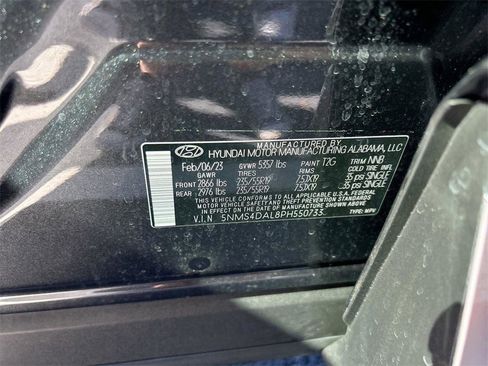 MANUFACTURED BY
HYUNDAI MOTOR MANUFACTURING ALABAMA, LLC
Feb/06/23 GVWR 5357 lbs PAINT T2G TRIM NNB
GAWR TIRES RIMS COLD TIRE INFL
FRONT 2866 lbs 235/55R19 7.5JX19 35 psi SINGLE
REAR 2976 lbs 235/55R19 7.5JX19 35 psi SINGLE
THIS VEHICLE CONFORMS TO ALL APPLICABLE
FEDERAL MOTOR VEHICLE SAFETY
AND THEFT PREVENTION STANDARDS IN EFFECT ON
THE DATE OF MANUFACTURE SHOWN ABOVE
V.I.N 5NMS4DAL8PH550733 TYPE: MPV